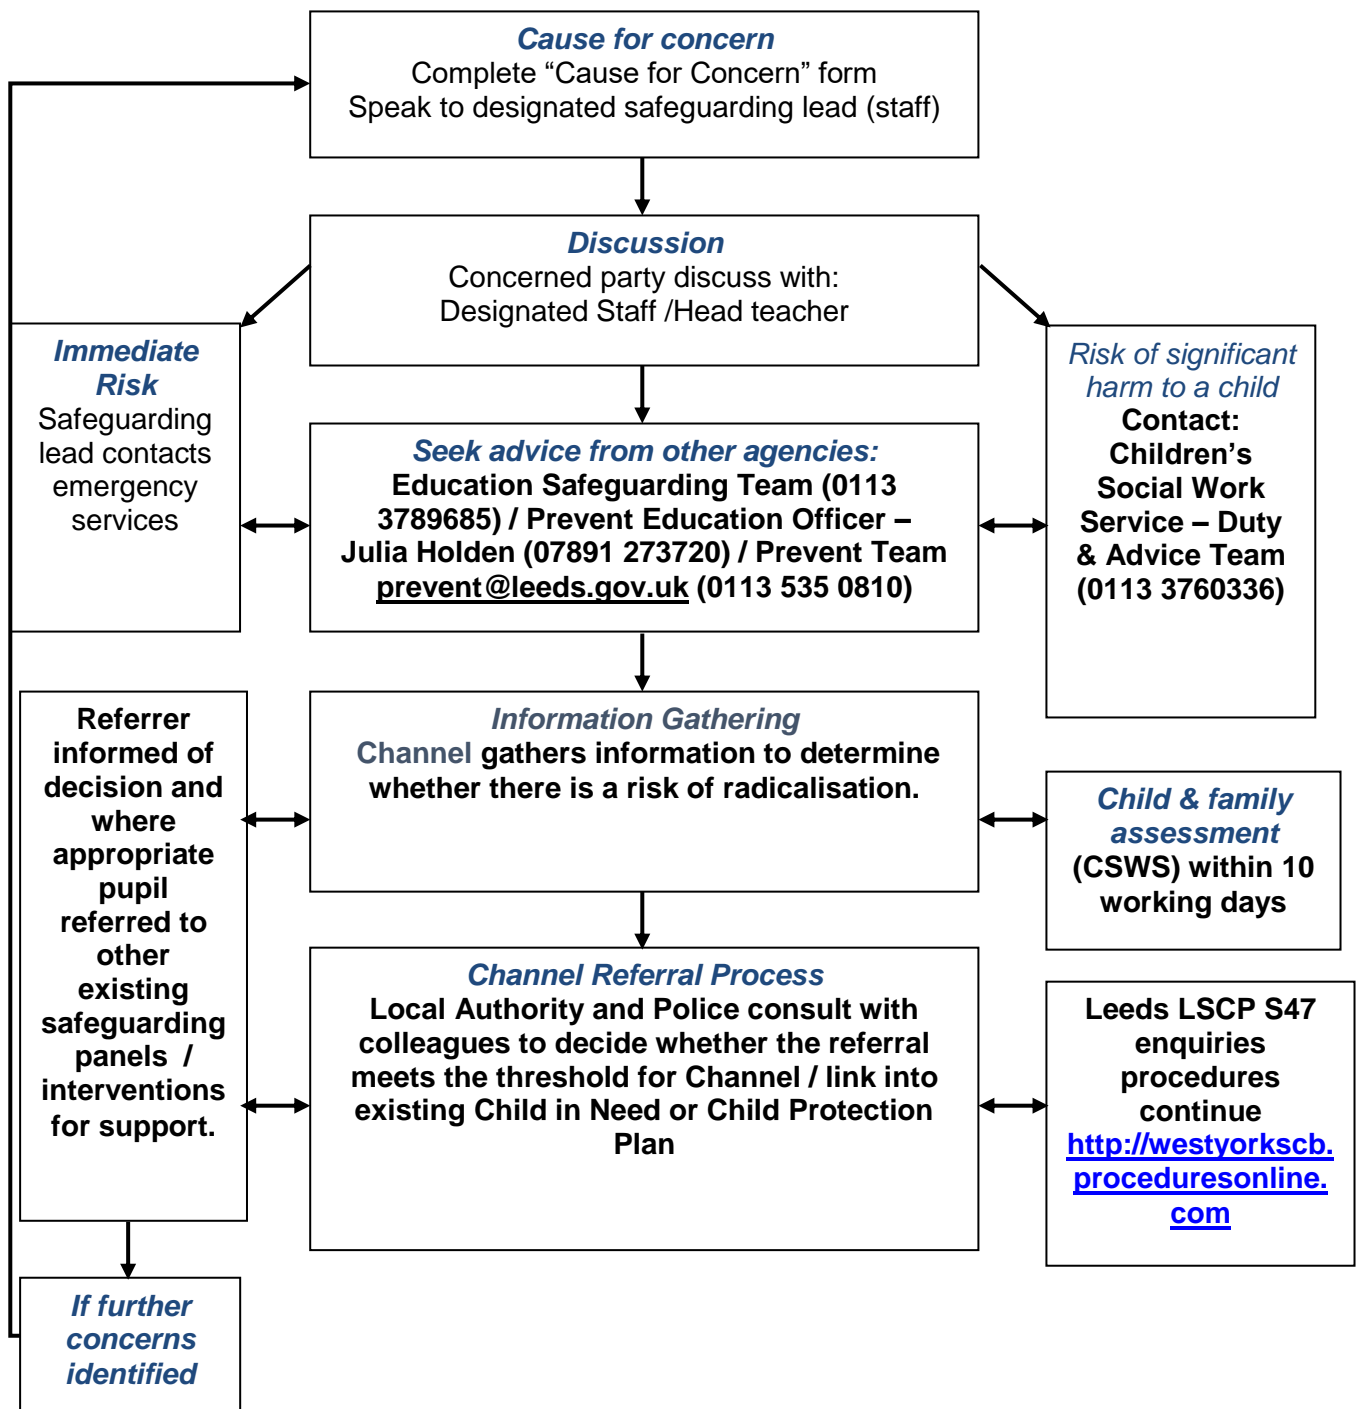 Cause for concern
Complete “Cause for Concern” form
Speak to designated safeguarding lead (staff)
Discussion
Concerned party discuss with:
Designated Staff /Head teacher
Immediate
Risk
Safeguarding
lead contacts
emergency
services
Risk of significant
harm to a child
Contact:
Children’s
Social Work
Service – Duty
& Advice Team
(0113 3760336)
Seek advice from other agencies:
Education Safeguarding Team (0113
3789685) / Prevent Education Officer –
Julia Holden (07891 273720) / Prevent Team
prevent@leeds.gov.uk (0113 535 0810)
Referrer
informed of
decision and
where
appropriate
pupil
referred to
other
existing
safeguarding
panels /
interventions
for support.
Information Gathering
Channel gathers information to determine
whether there is a risk of radicalisation.
Child & family
assessment
(CSWS) within 10
working days
Channel Referral Process
Local Authority and Police consult with
colleagues to decide whether the referral
meets the threshold for Channel / link into
existing Child in Need or Child Protection
Plan
Leeds LSCP S47
enquiries
procedures
continue
http://westyorkscb.
proceduresonline.
com
If further
concerns
identified